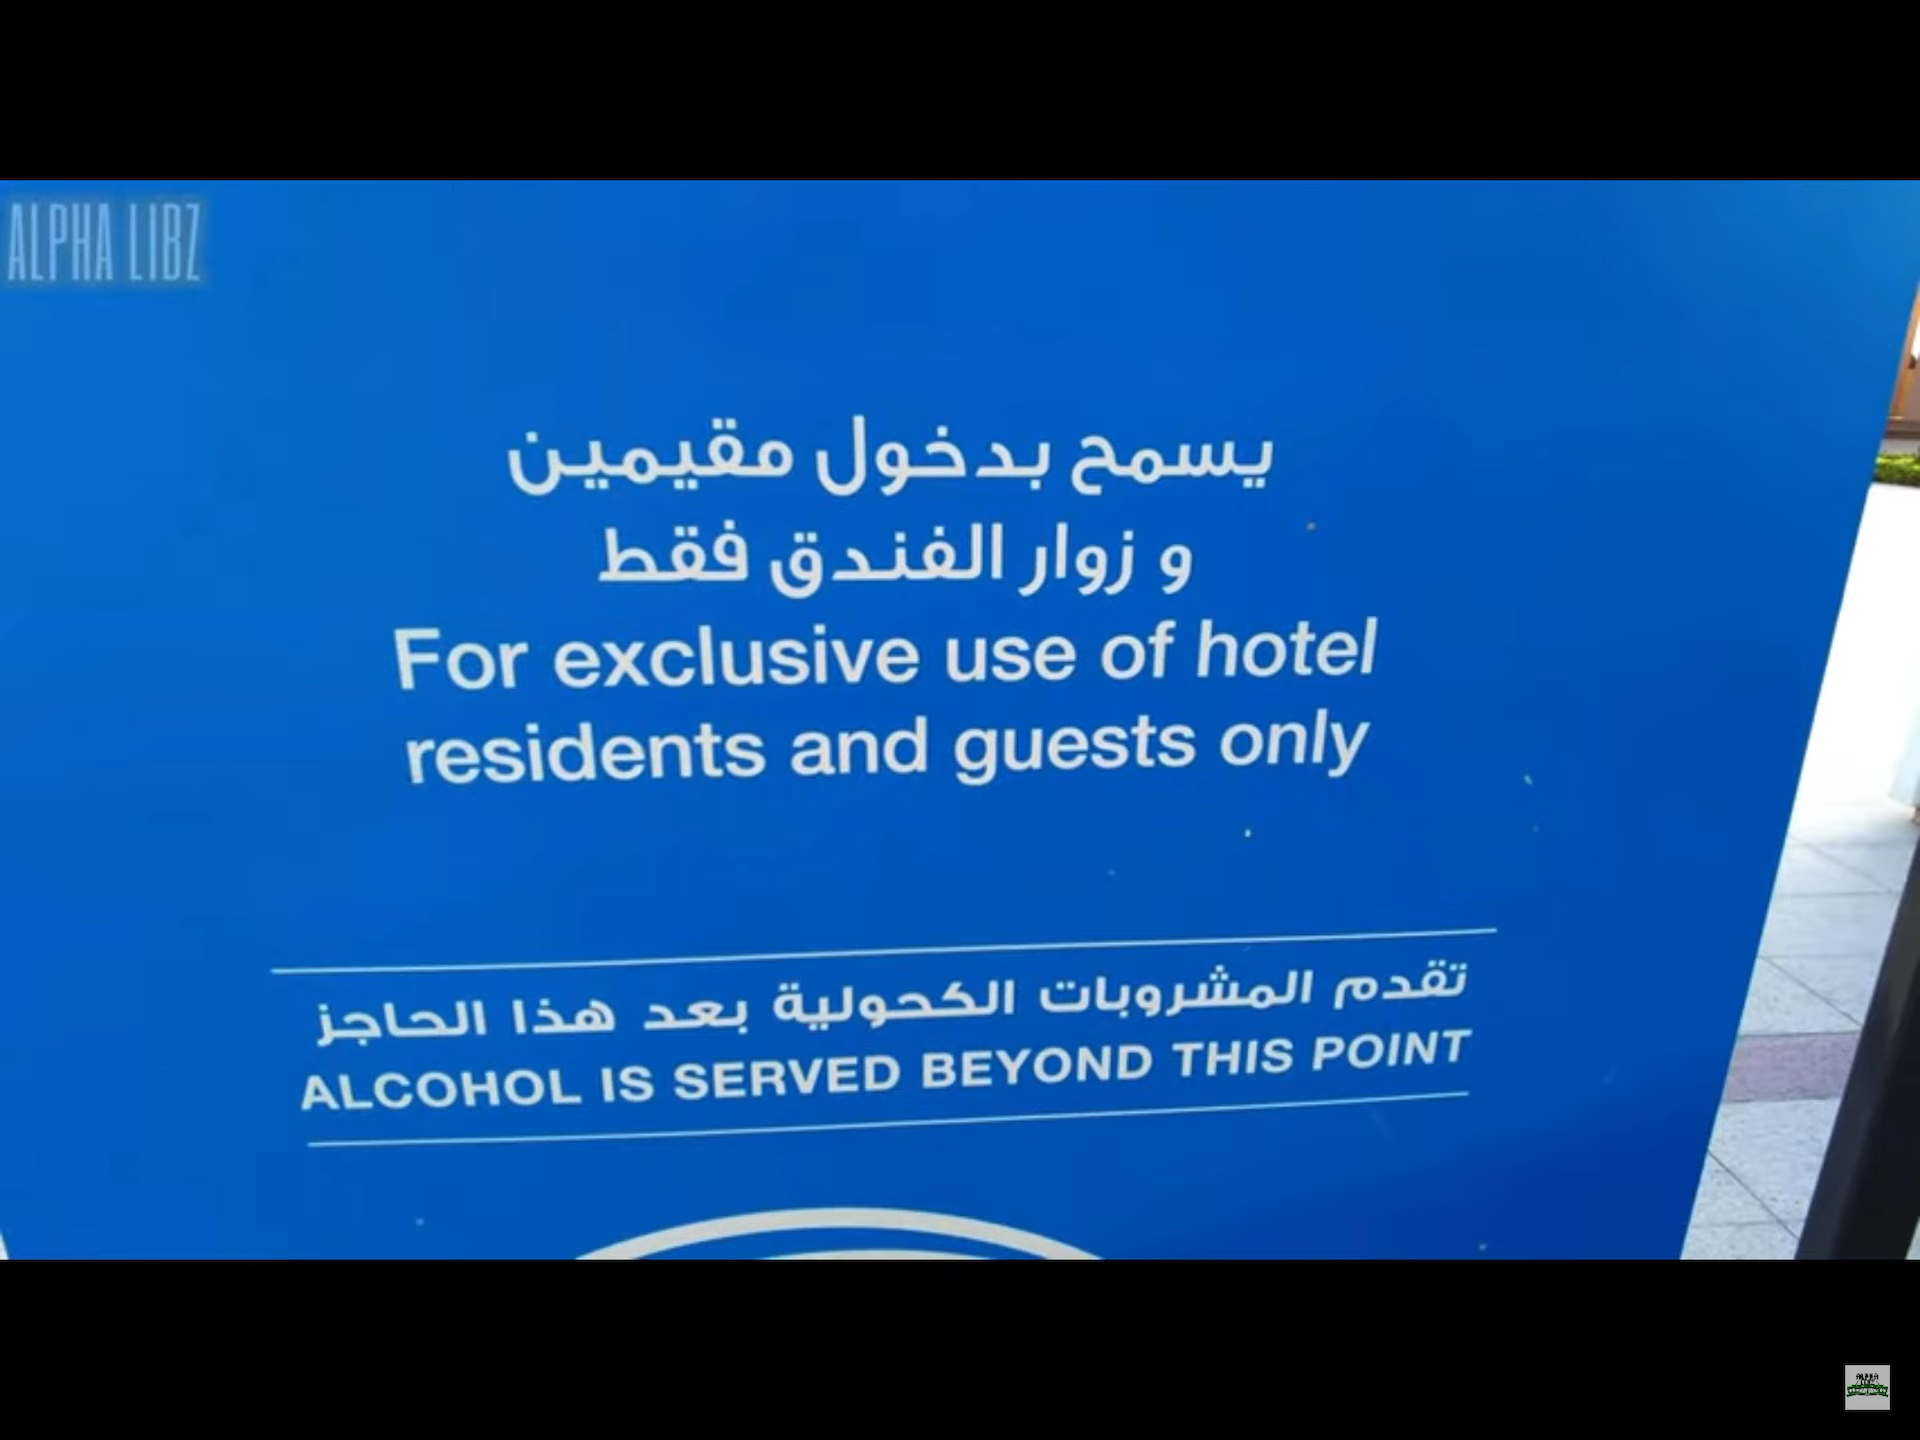 ALPHA LIBZ
يسمح بدخول مقيمين
و زوار الفندق فقط
For exclusive use of hotel
residents and guests only
تقدم المشروبات الكحولية بعد هذا الحاجز
ALCOHOL IS SERVED BEYOND THIS POINT